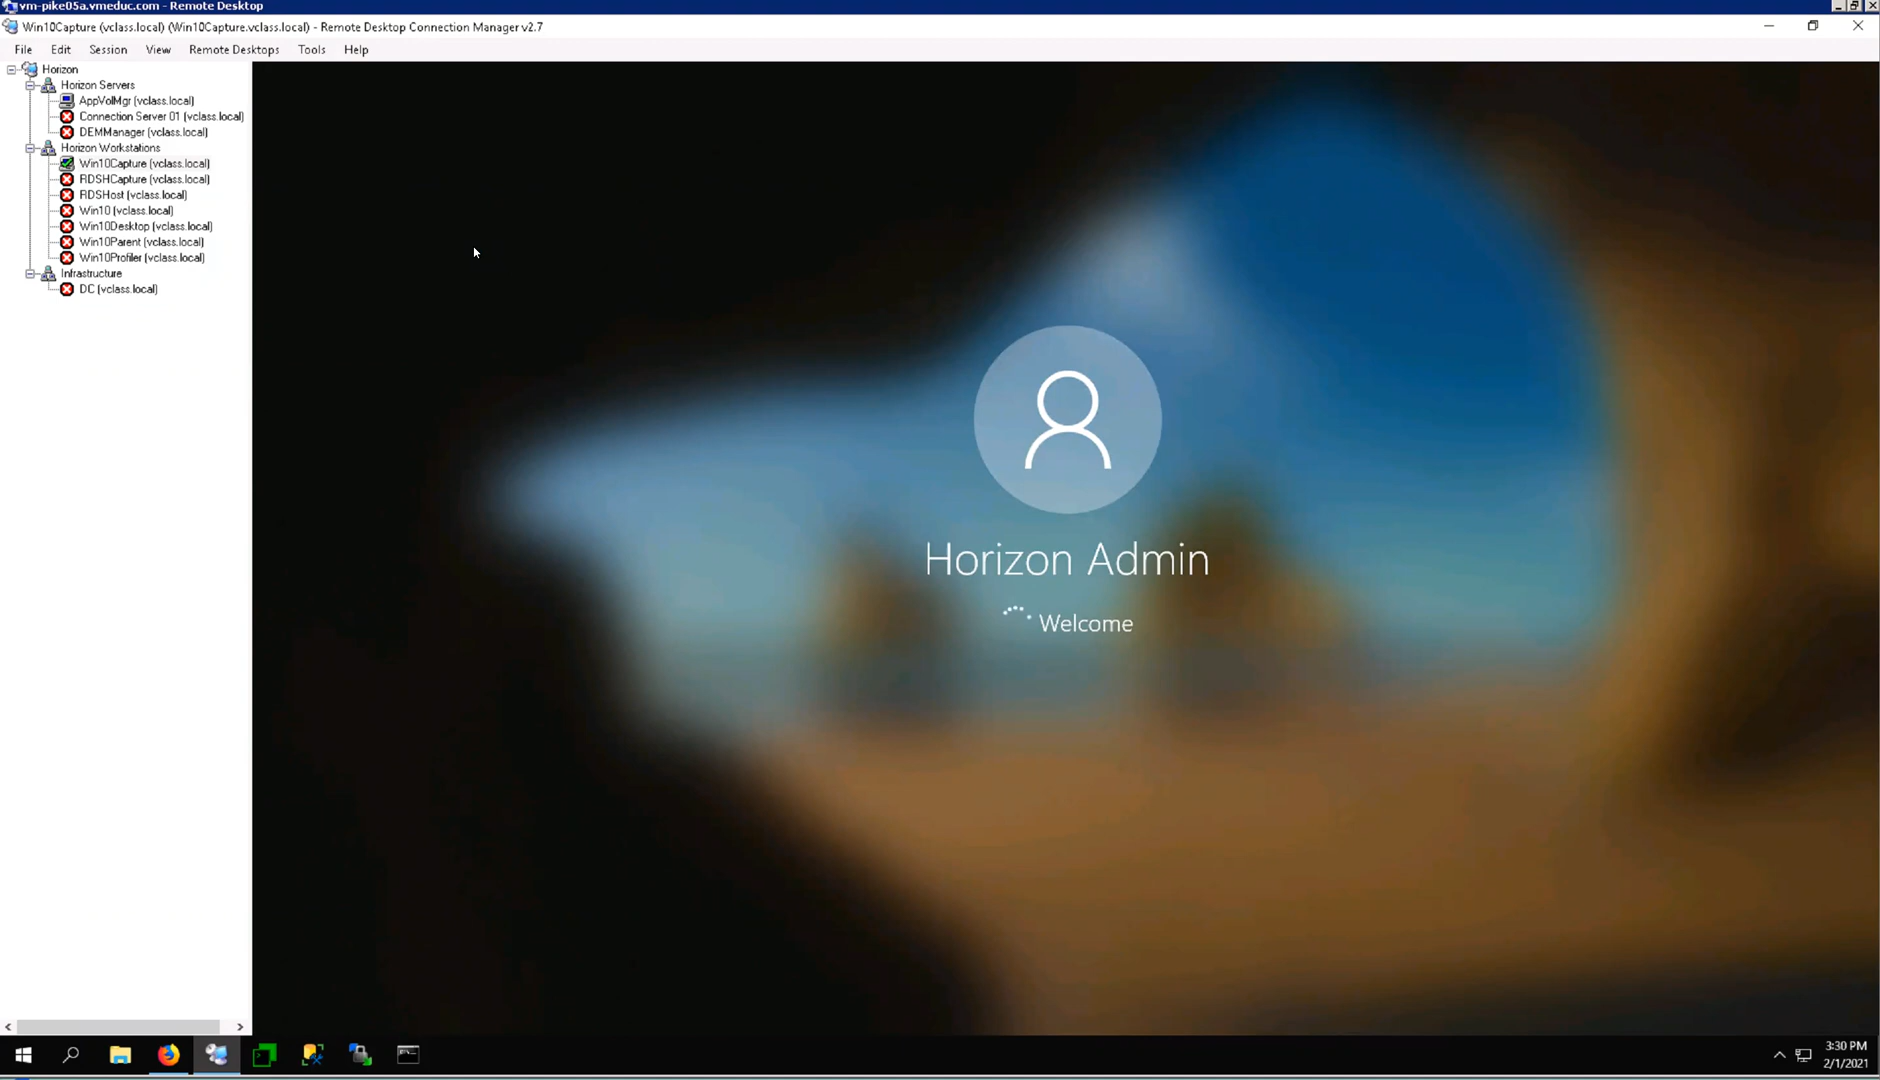 vm-pike05a.vmeduc.com - Remote Desktop
Win10Capture (vclass.local) (Win10Capture.vclass.local) - Remote Desktop Connection Manager v2.7
File Edit Session View Remote Desktops Tools Help
Horizon
Horizon Servers
AppVolMgr (vclass.local)
Connection Server 01 (vclass.local)
DEMManager (vclass.local)
Horizon Workstations
Win10Capture (vclass.local)
RDSHCapture (vclass.local)
RDSHost (vclass.local)
Win10 (vclass.local)
Win10Desktop (vclass.local)
Win10Parent (vclass.local)
Win10Profiler (vclass.local)
Infrastructure
DC (vclass.local)
Horizon Admin
Welcome
3:30 PM
2/1/2021